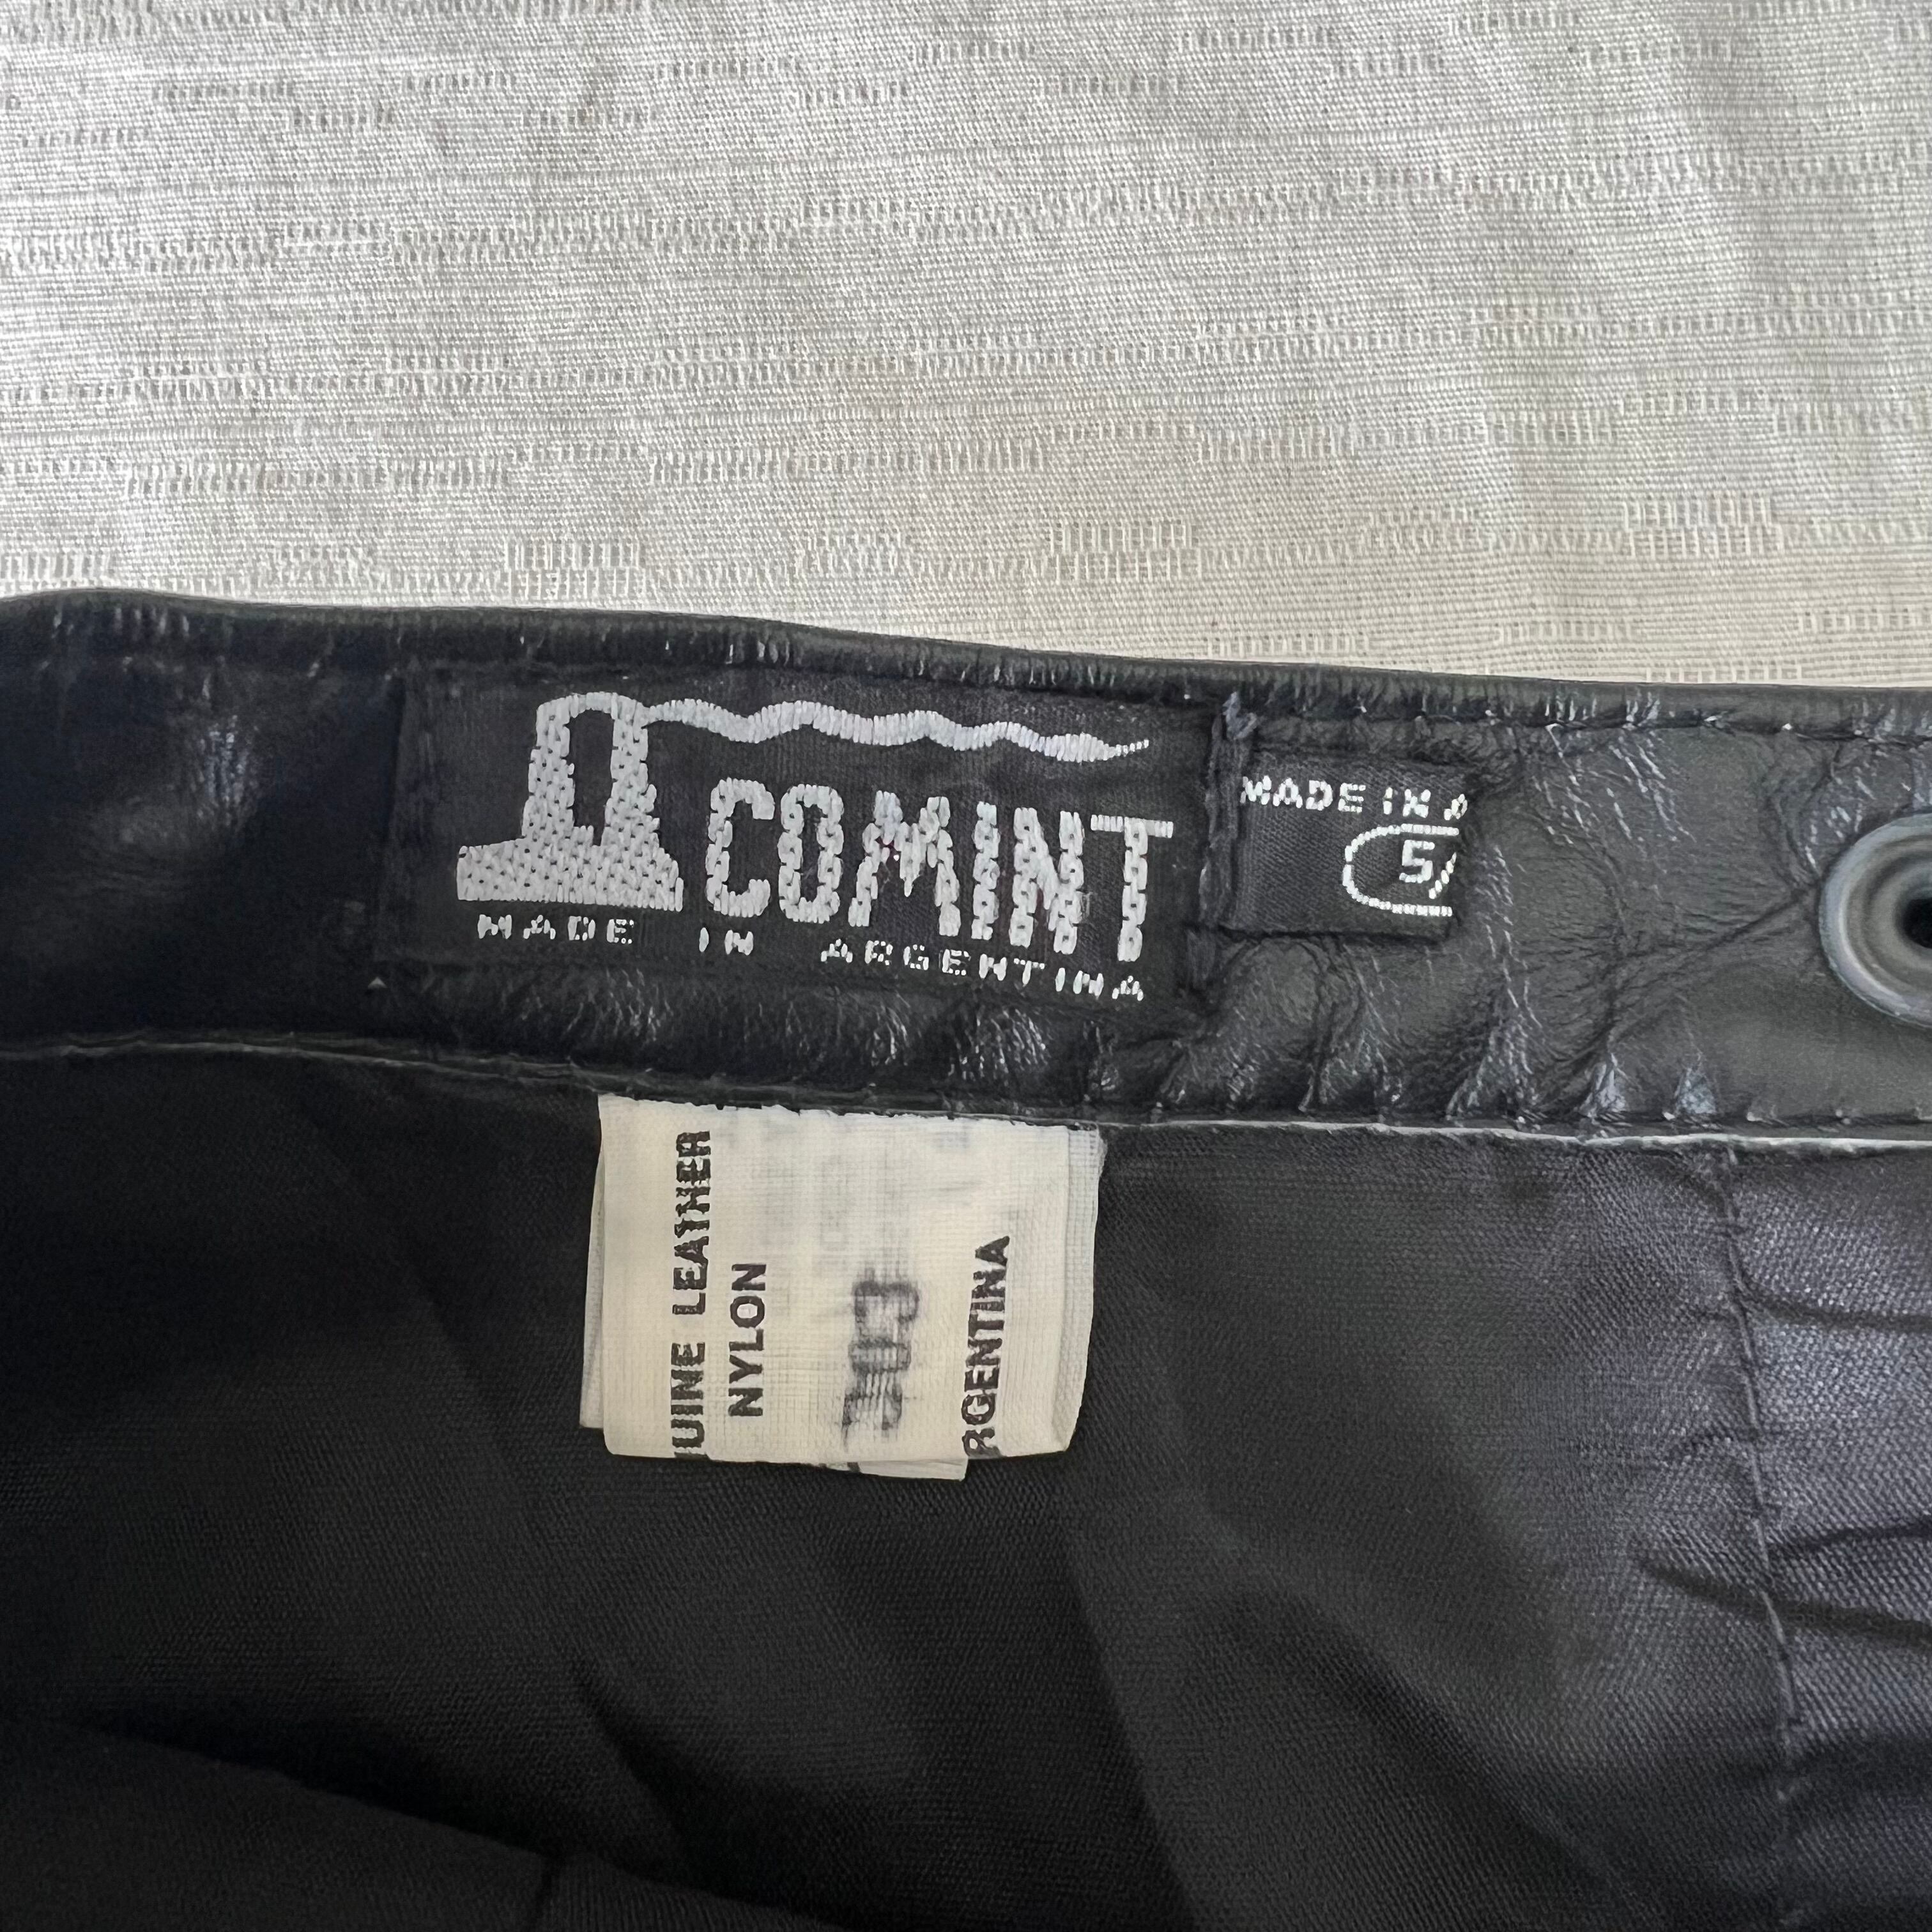 COMINT
MADE IN ARGENTINA
MADE IN A
5/
UINE LEATHER
NYLON
RGENTINA